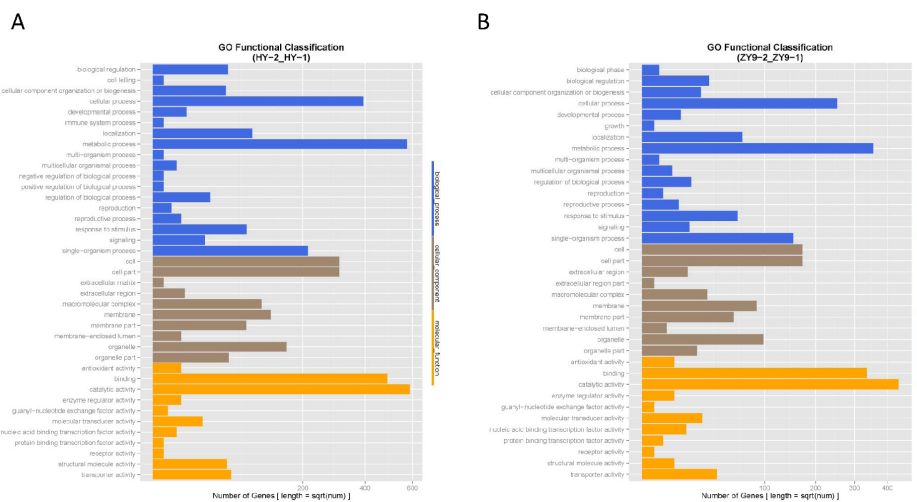 A
GO Functional Classification
(HY-2_HY-1)
biological regulation
cell killing
cellular component organization or biogenesis
cellular process
developmental process
immune system process
localization
metabolic process
multi-organism process
multicellular organismal process
negative regulation of biological process
positive regulation of biological process
regulation of biological process
reproduction
reproductive process
response to stimulus
signaling
single-organism process
cell
cell part
extracellular matrix
extracellular region
macromolecular complex
membrane
membrane part
membrane-enclosed lumen
organelle
organelle part
antioxidant activity
binding
catalytic activity
enzyme regulator activity
guanyl-nucleotide exchange factor activity
molecular transducer activity
nucleic acid binding transcription factor activity
protein binding transcription factor activity
receptor activity
structural molecule activity
transporter activity
100 200 400 600
Number of Genes [ length = sqrt(num) ]
biological_process
cellular_component
molecular_function
B
GO Functional Classification
(ZY9-2_ZY9-1)
biological phase
biological regulation
cellular component organization or biogenesis
cellular process
developmental process
growth
localization
metabolic process
multi-organism process
multicellular organismal process
regulation of biological process
reproduction
reproductive process
response to stimulus
signaling
single-organism process
cell
cell part
extracellular region
extracellular region part
macromolecular complex
membrane
membrane part
membrane-enclosed lumen
organelle
organelle part
antioxidant activity
binding
catalytic activity
enzyme regulator activity
guanyl-nucleotide exchange factor activity
molecular transducer activity
nucleic acid binding transcription factor activity
protein binding transcription factor activity
receptor activity
structural molecule activity
transporter activity
100 200 300 400
Number of Genes [ length = sqrt(num) ]